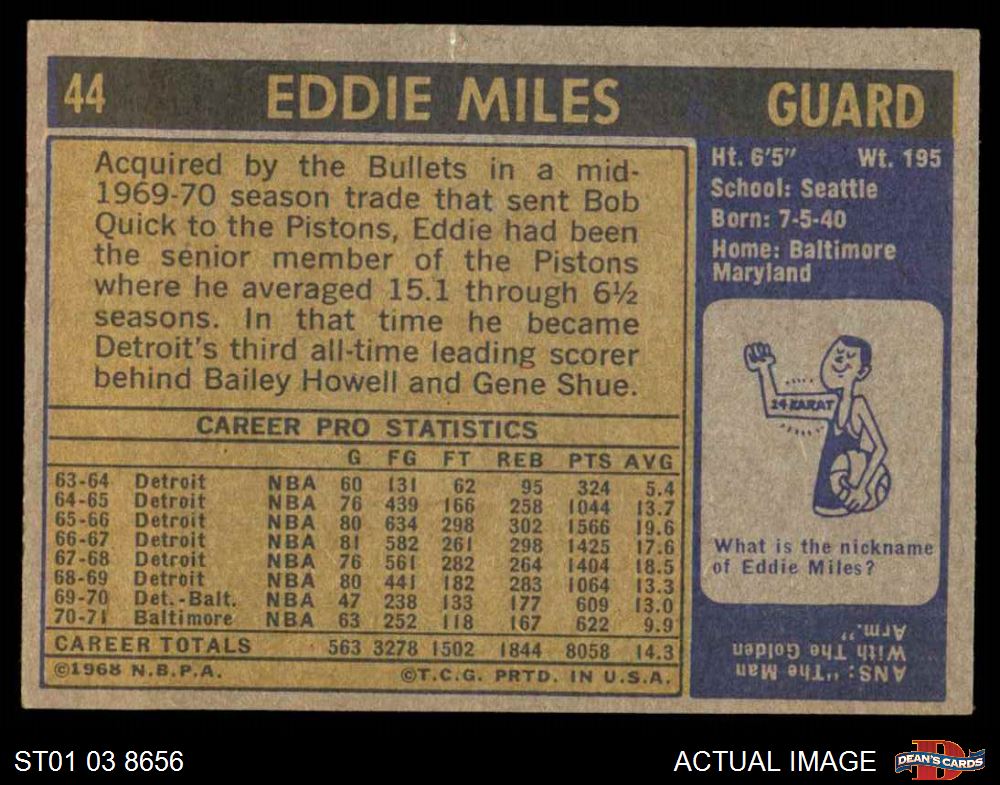 44 EDDIE MILES GUARD
Acquired by the Bullets in a mid-
1969-70 season trade that sent Bob
Quick to the Pistons, Eddie had been
the senior member of the Pistons
where he averaged 15.1 through 6½
seasons. In that time he became
Detroit's third all-time leading scorer
behind Bailey Howell and Gene Shue.
CAREER PRO STATISTICS
G FG FT REB PTS AVG
63-64 Detroit NBA 60 131 62 95 324 5.4
64-65 Detroit NBA 76 439 166 258 1044 13.7
65-66 Detroit NBA 80 634 298 302 1566 19.6
66-67 Detroit NBA 81 582 261 298 1425 17.6
67-68 Detroit NBA 76 561 282 264 1404 18.5
68-69 Detroit NBA 80 441 182 283 1064 13.3
69-70 Det.-Balt. NBA 47 238 133 177 609 13.0
70-71 Baltimore NBA 63 252 118 167 622 9.9
CAREER TOTALS 563 3278 1502 1844 8058 14.3
©1968 N.B.P.A. ©T.C.G. PRTD. IN U.S.A.
Ht. 6'5" Wt. 195
School: Seattle
Born: 7-5-40
Home: Baltimore
Maryland
24 KARAT
What is the nickname
of Eddie Miles?
ANS: "The Man
With The Golden
Arm."
ST01 03 8656 ACTUAL IMAGE
D
DEAN'S CARDS